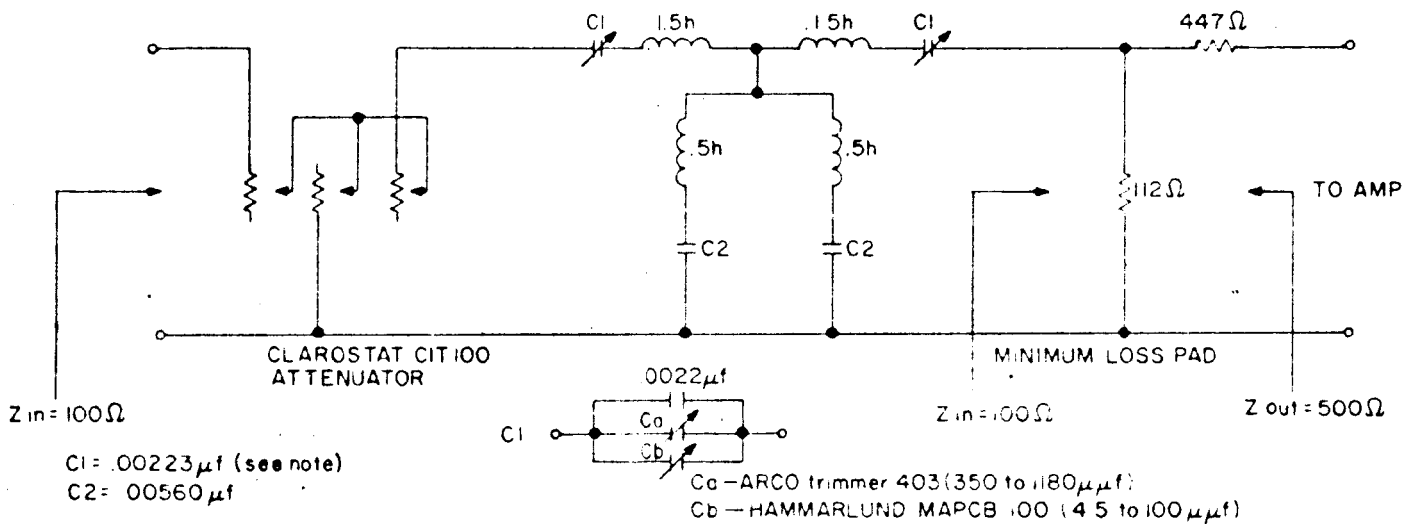 C1
1.5h
.15h
C1
447Ω
.5h
.5h
112Ω
TO AMP
C2
C2
CLAROSTAT CIT100
ATTENUATOR
MINIMUM LOSS PAD
Z in = 100Ω
.0022μf
Z in = 100Ω
Z out = 500Ω
C1
Ca
Cb
C1 = .00223μf (see note)
C2 = .00560μf
Ca – ARCO trimmer 403 (350 to 1180μμf)
Cb – HAMMARLUND MAPCB 100 (4.5 to 100μμf)